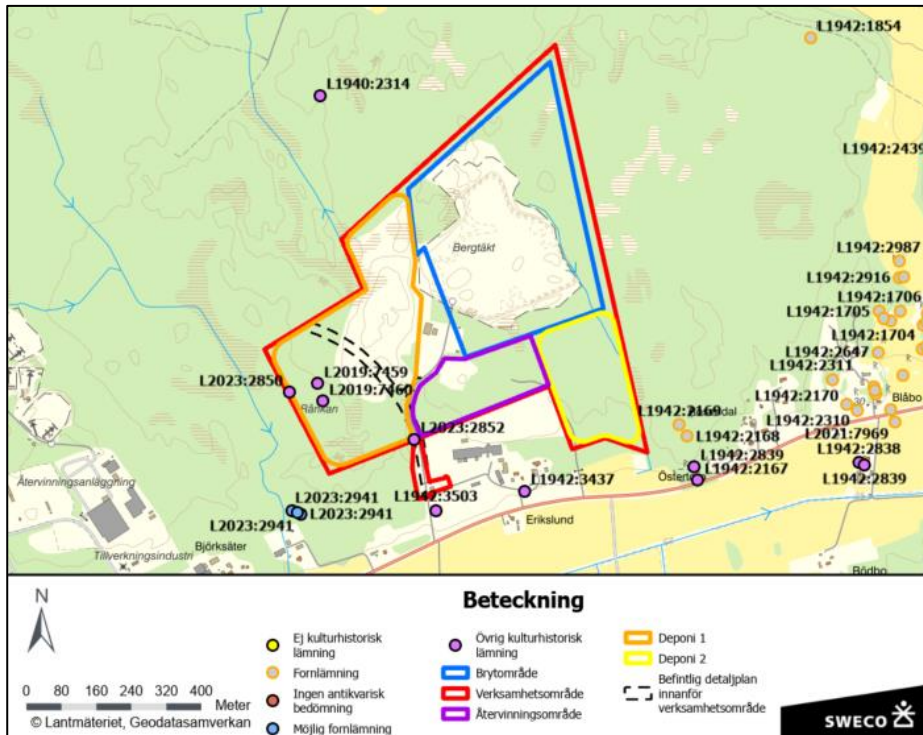 L1942:1854
L1940:2314
L1942:2439
L1942:2987
Bergtäkt
L1942:2916
L1942:1706
L1942:1705
L1942:1704
L1942:2647
L1942:2311
L2019:7459
L2023:2850
L2019:7460
L1942:2170
Blåbo
Rånkan
L1942:2169
L1942:2310
L2023:2852
L1942:2168
L2021:7969
L1942:2839
L1942:2838
L1942:3437
L1942:2167
L1942:2839
Återvinningsanläggning
L2023:2941
L1942:3503
L2023:2941
L2023:2941
Erikslund
Björksäter
Tillverkningsindustri
Bödbo
N
Beteckning
Ej kulturhistorisk
lämning
Fornlämning
Ingen antikvarisk
bedömning
Möjlig fornlämning
Övrig kulturhistorisk
lämning
Brytområde
Verksamhetsområde
Återvinningsområde
Deponi 1
Deponi 2
Befintlig detaljplan
innanför
verksamhetsområde
0 80 160 240 320 400
Meter
© Lantmäteriet, Geodatasamverkan
SWECO